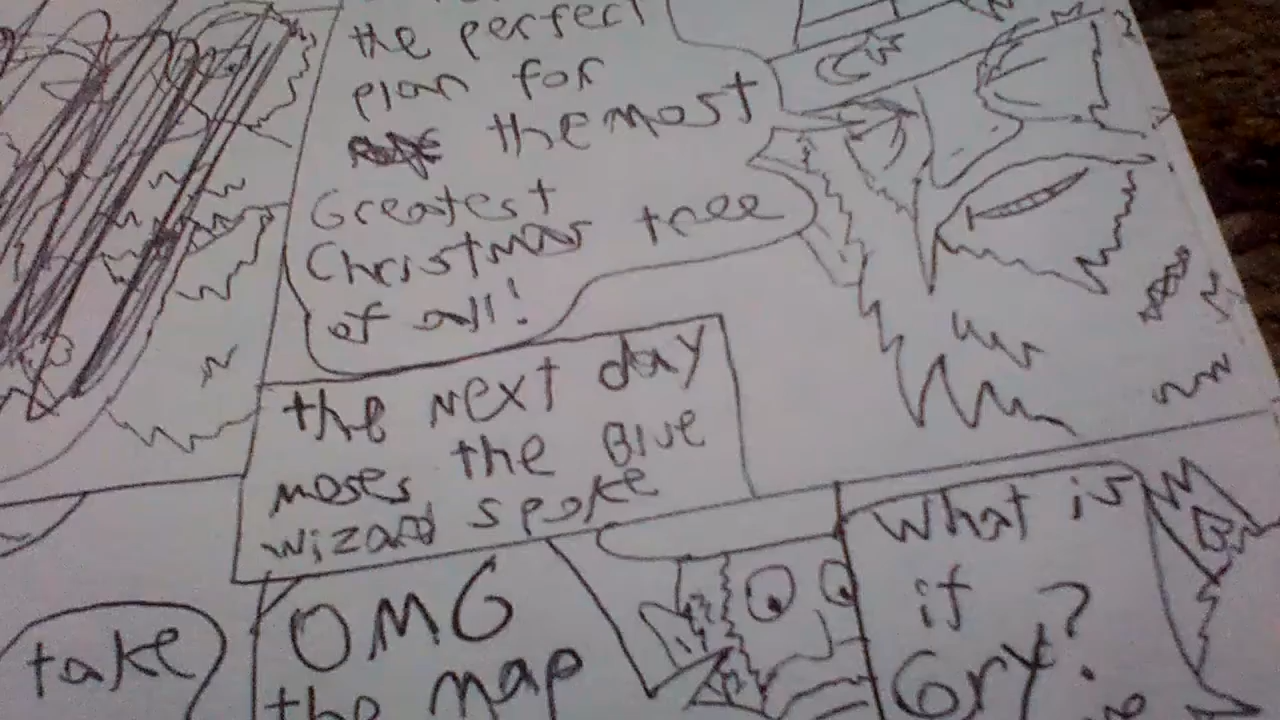 the perfect
plan for
the most
Greatest
Christmas tree
of all!
the next day
moses the Blue
wizard spoke
take
OMG
the map
What is
it
Gry?